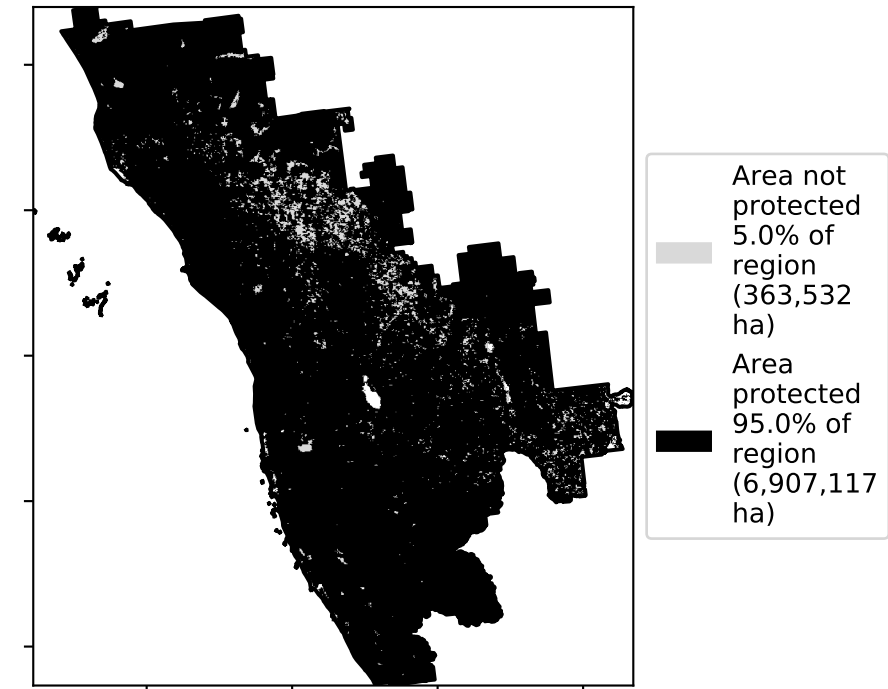 Area not
protected
5.0% of
region
(363,532
ha)
Area
protected
95.0% of
region
(6,907,117
ha)